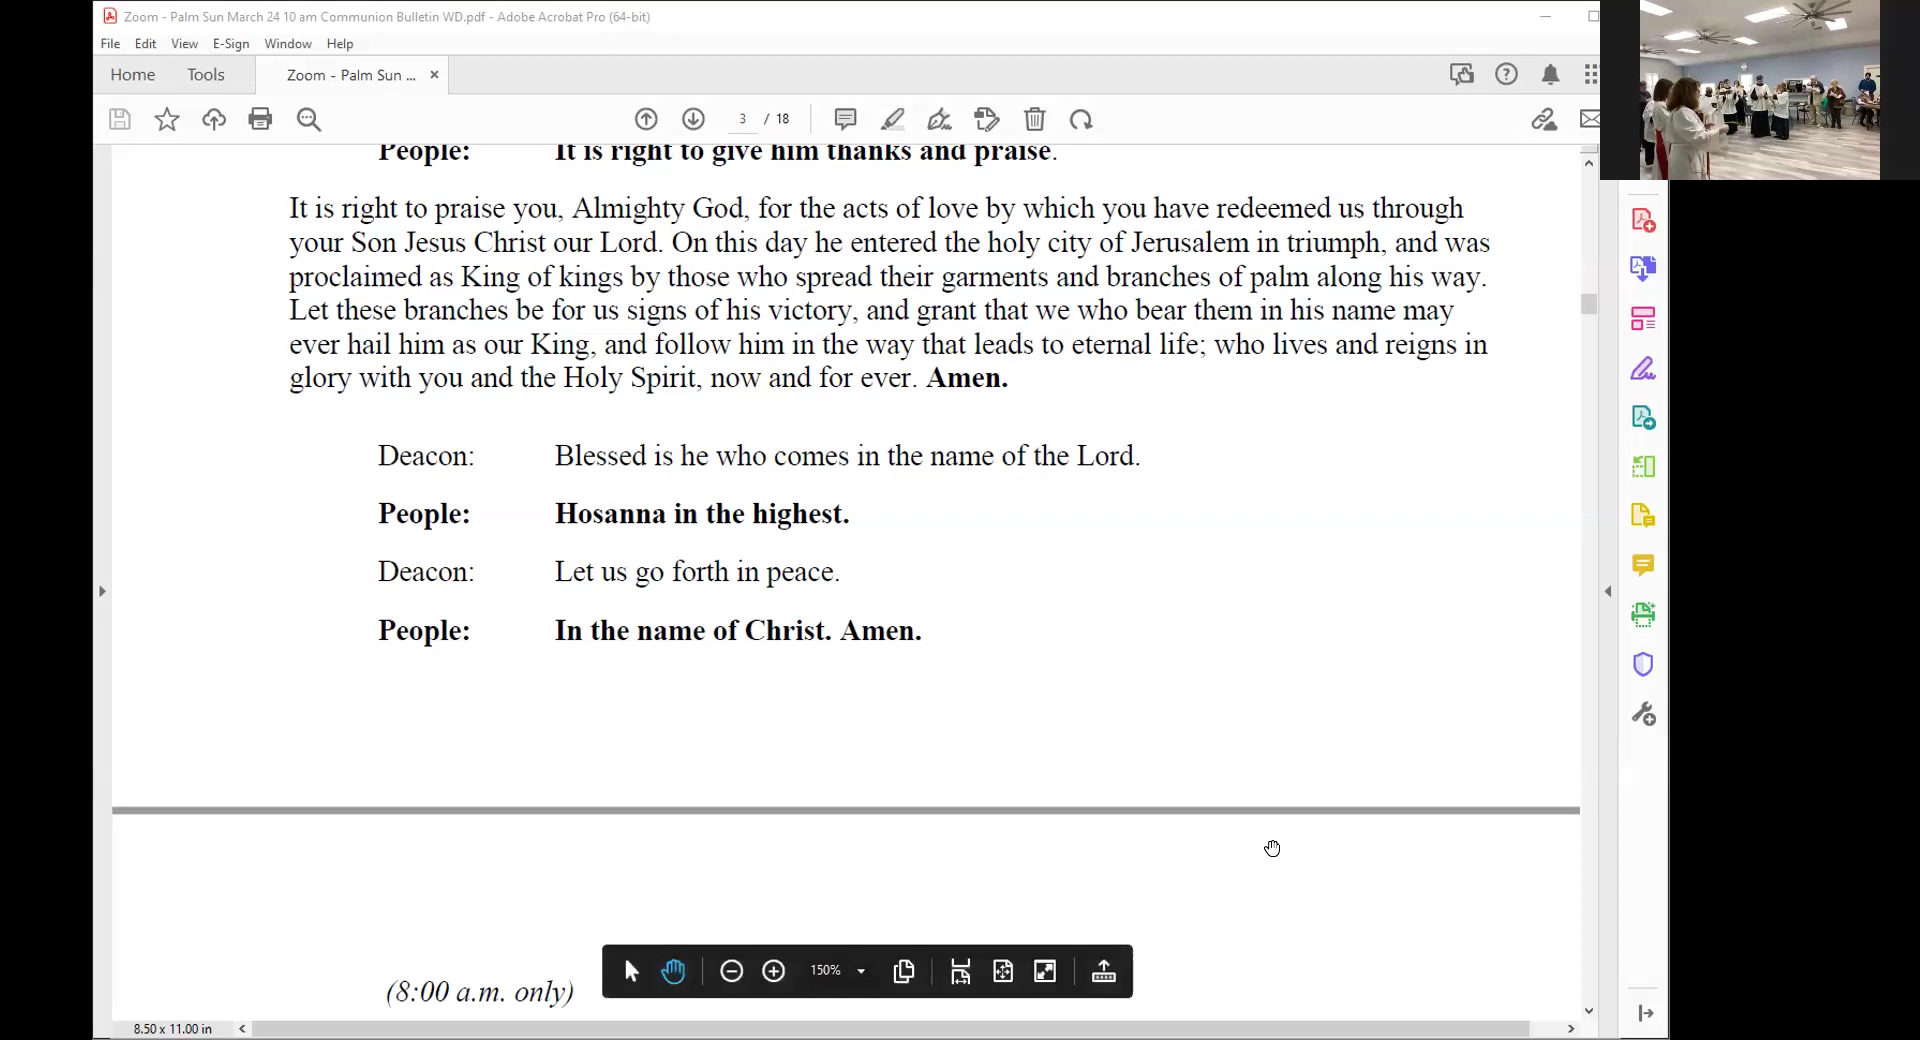 Zoom - Palm Sun March 24 10 am Communion Bulletin WD.pdf - Adobe Acrobat Pro (64-bit)
File Edit View E-Sign Window Help
Home Tools Zoom - Palm Sun ... ×
3 / 18
People: It is right to give him thanks and praise.
It is right to praise you, Almighty God, for the acts of love by which you have redeemed us through
your Son Jesus Christ our Lord. On this day he entered the holy city of Jerusalem in triumph, and was
proclaimed as King of kings by those who spread their garments and branches of palm along his way.
Let these branches be for us signs of his victory, and grant that we who bear them in his name may
ever hail him as our King, and follow him in the way that leads to eternal life; who lives and reigns in
glory with you and the Holy Spirit, now and for ever. Amen.
Deacon: Blessed is he who comes in the name of the Lord.
People: Hosanna in the highest.
Deacon: Let us go forth in peace.
People: In the name of Christ. Amen.
150%
(8:00 a.m. only)
8.50 x 11.00 in